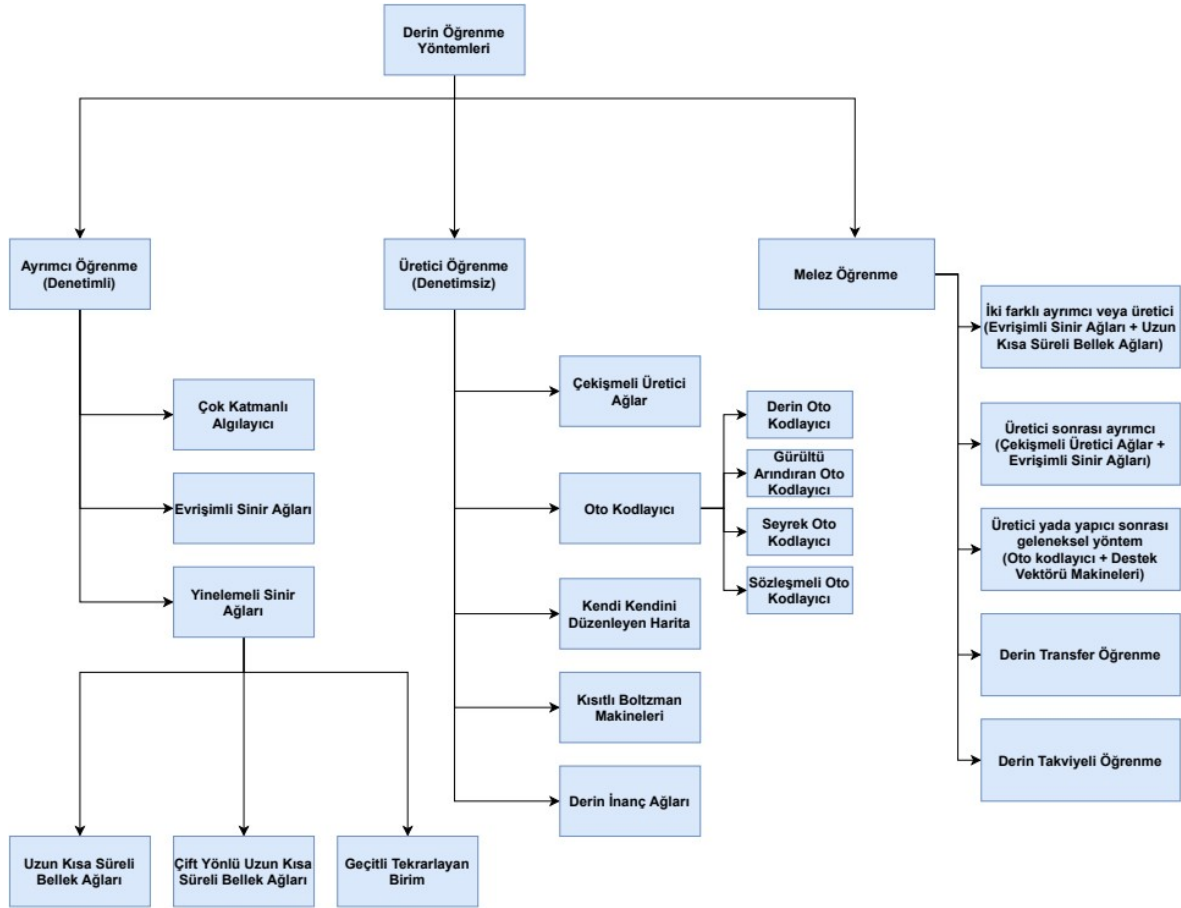 Derin Öğrenme
Yöntemleri
Ayrımcı Öğrenme
(Denetimli)
Üretici Öğrenme
(Denetimsiz)
Melez Öğrenme
Çok Katmanlı
Algılayıcı
Evrişimli Sinir Ağları
Yinelemeli Sinir
Ağları
Uzun Kısa Süreli
Bellek Ağları
Çift Yönlü Uzun Kısa
Süreli Bellek Ağları
Geçitli Tekrarlayan
Birim
Çekişmeli Üretici
Ağlar
Oto Kodlayıcı
Derin Oto
Kodlayıcı
Gürültü
Arındıran Oto
Kodlayıcı
Seyrek Oto
Kodlayıcı
Sözleşmeli Oto
Kodlayıcı
Kendi Kendini
Düzenleyen Harita
Kısıtlı Boltzman
Makineleri
Derin İnanç Ağları
İki farklı ayrımcı veya üretici
(Evrişimli Sinir Ağları + Uzun
Kısa Süreli Bellek Ağları)
Üretici sonrası ayrımcı
(Çekişmeli Üretici Ağlar +
Evrişimli Sinir Ağları)
Üretici yada yapıcı sonrası
geleneksel yöntem
(Oto kodlayıcı + Destek
Vektörü Makineleri)
Derin Transfer Öğrenme
Derin Takviyeli Öğrenme